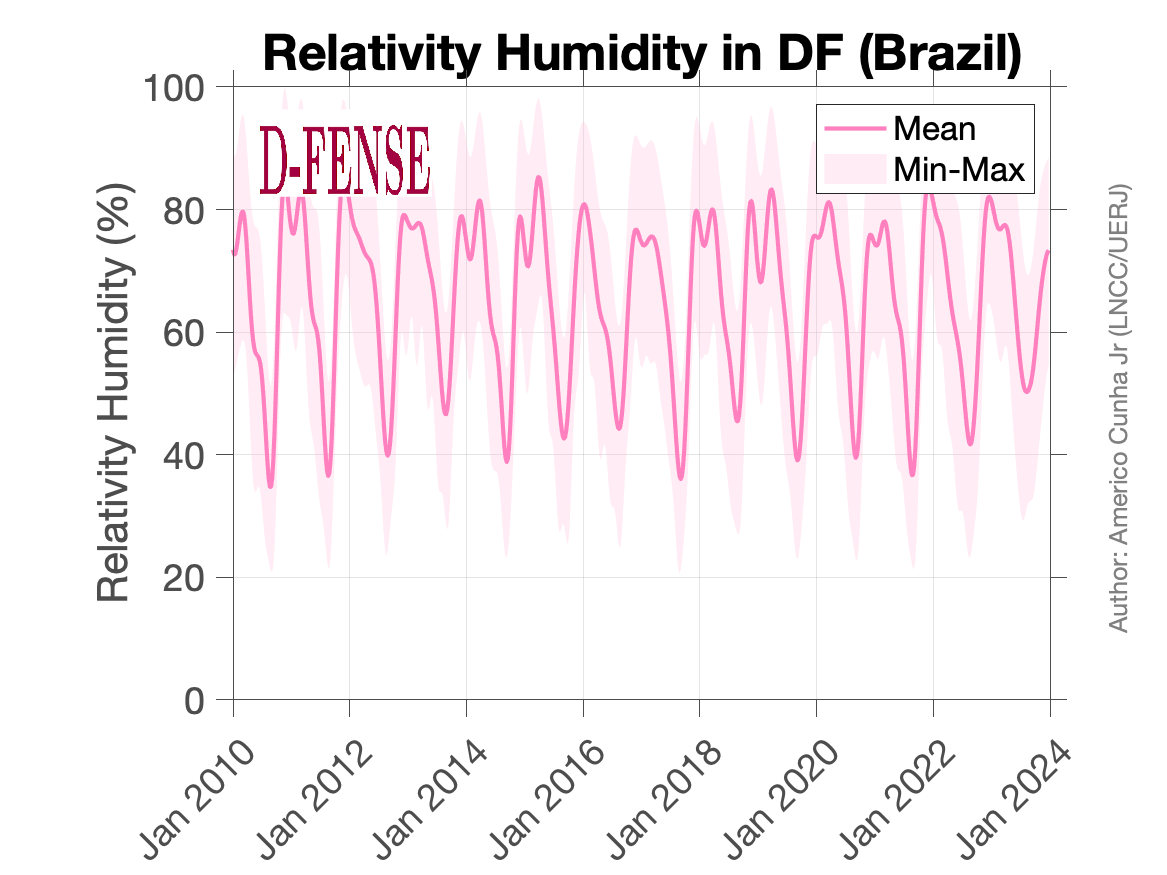 Relativity Humidity in DF (Brazil)
100
80
60
40
20
0
Relativity Humidity (%)
D-FENSE
Mean
Min-Max
Jan 2010
Jan 2012
Jan 2014
Jan 2016
Jan 2018
Jan 2020
Jan 2022
Jan 2024
Author: Americo Cunha Jr (LNCC/UERJ)